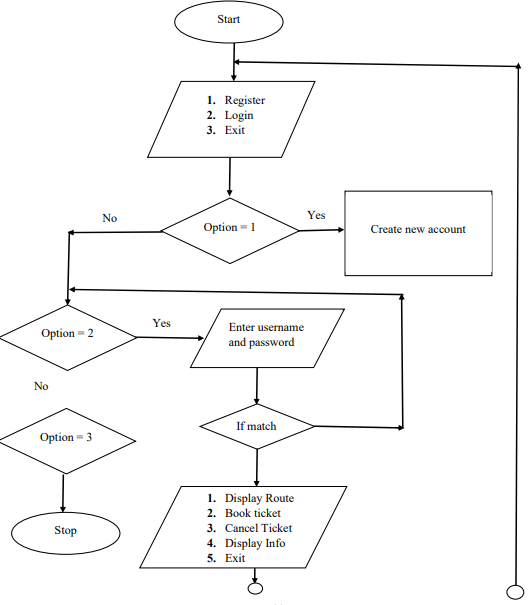 Start
1. Register
2. Login
3. Exit
No
Option = 1
Yes
Create new account
Option = 2
Yes
Enter username
and password
No
If match
Option = 3
1. Display Route
2. Book ticket
3. Cancel Ticket
4. Display Info
5. Exit
Stop